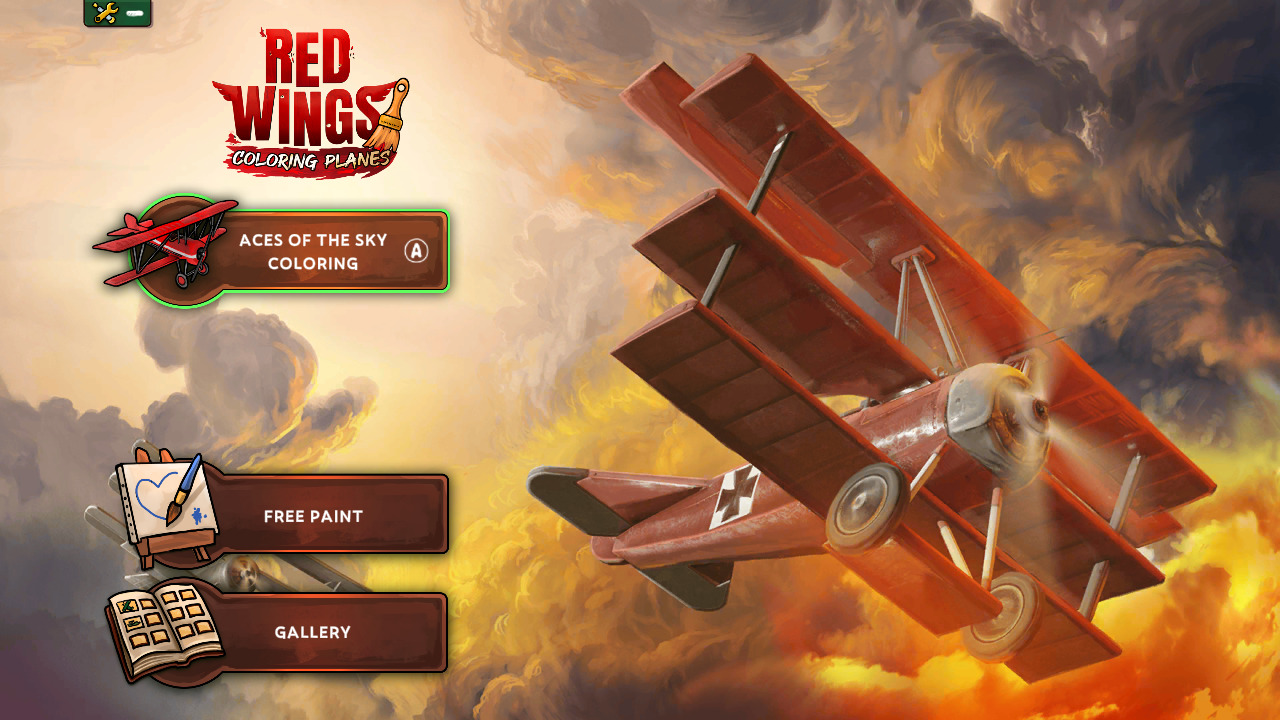 RED
WINGS
COLORING PLANES
ACES OF THE SKY
COLORING
A
FREE PAINT
GALLERY